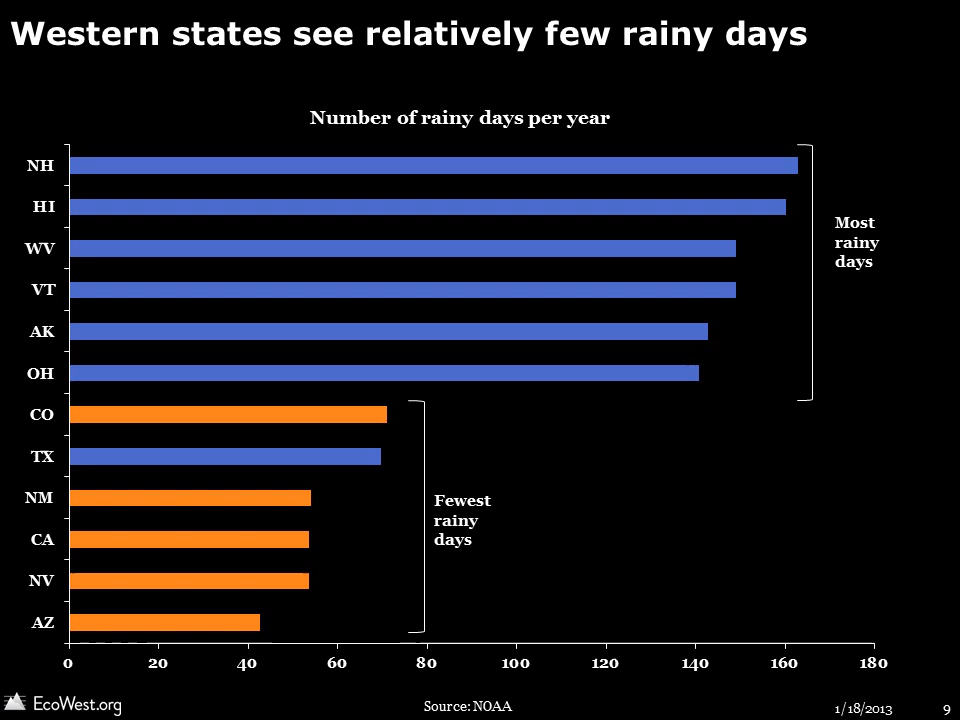 Western states see relatively few rainy days
Number of rainy days per year
NH
HI
WV
VT
AK
OH
CO
TX
NM
CA
NV
AZ
Most
rainy
days
Fewest
rainy
days
0 20 40 60 80 100 120 140 160 180
EcoWest.org
Source: NOAA
1/18/2013
9